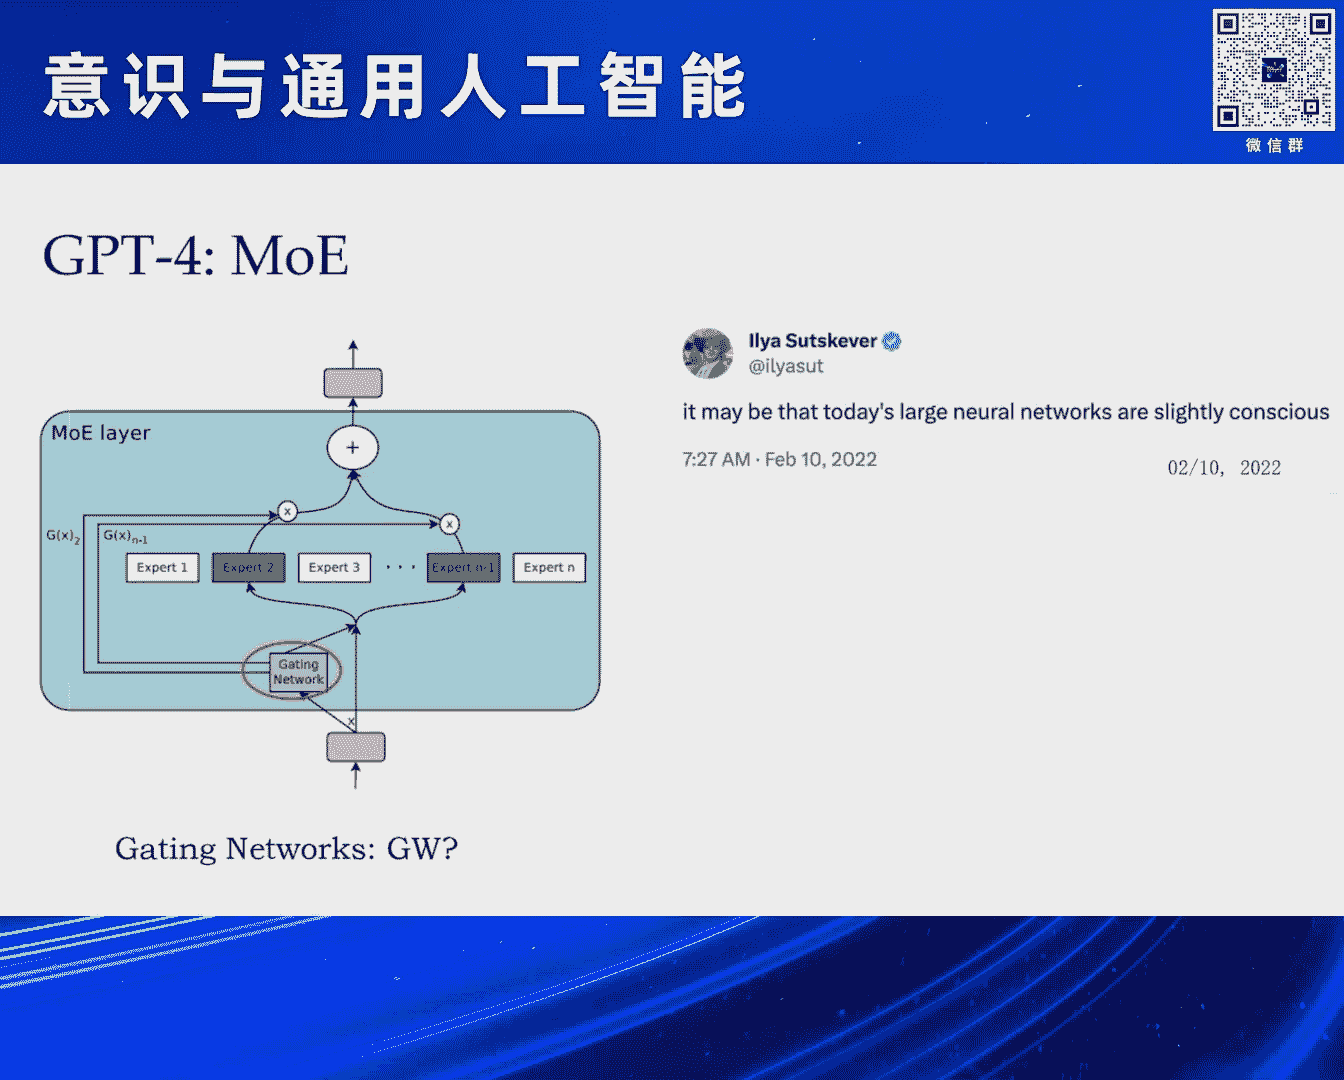 意识与通用人工智能
微信群
GPT-4: MoE
MoE layer
+
x
x
G(x)2
G(x)n-1
Expert 1
Expert 2
Expert 3
...
Expert n-1
Expert n
Gating
Network
x
Gating Networks: GW?
Ilya Sutskever
@ilyasut
it may be that today's large neural networks are slightly conscious
7:27 AM · Feb 10, 2022
02/10, 2022